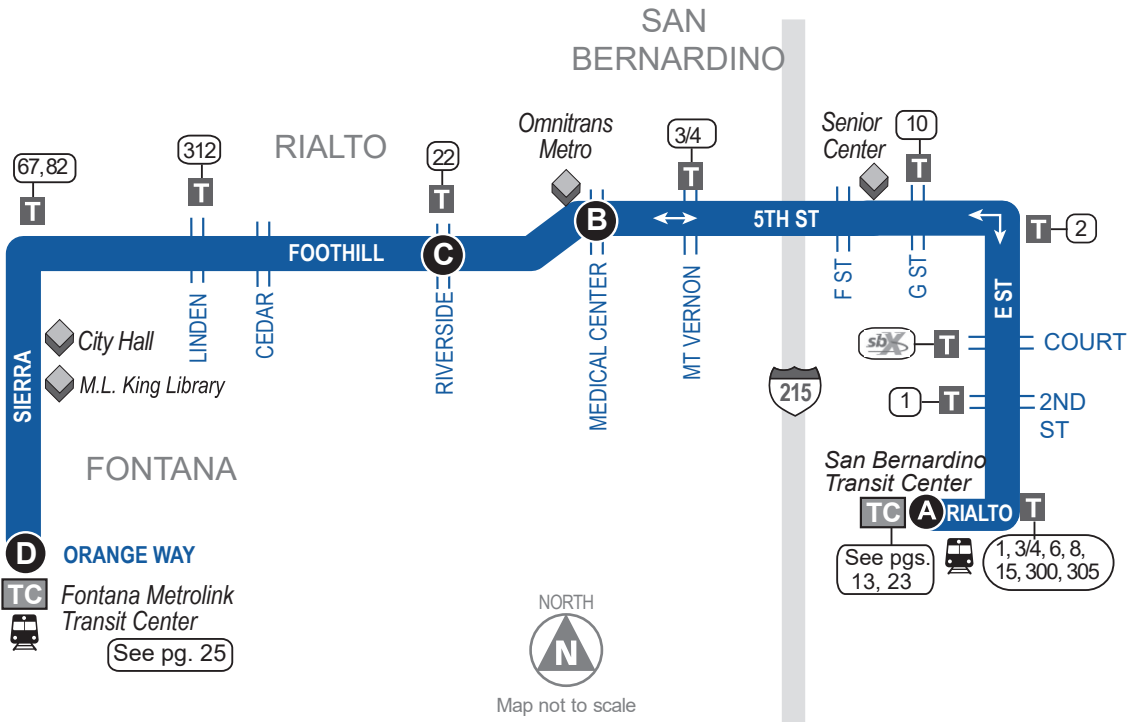 SAN
BERNARDINO
RIALTO
67,82
T
312
T
22
T
Omnitrans
Metro
3/4
T
Senior
Center
10
T
FOOTHILL
C
B
5TH ST
T
2
LINDEN
CEDAR
RIVERSIDE
MEDICAL CENTER
MT VERNON
F ST
G ST
E ST
City Hall
M.L. King Library
SIERRA
sbX
T
COURT
215
1
T
2ND
ST
FONTANA
San Bernardino
Transit Center
TC
A
RIALTO
T
See pgs.
13, 23
1, 3/4, 6, 8,
15, 300, 305
D
ORANGE WAY
TC
Fontana Metrolink
Transit Center
See pg. 25
NORTH
N
Map not to scale